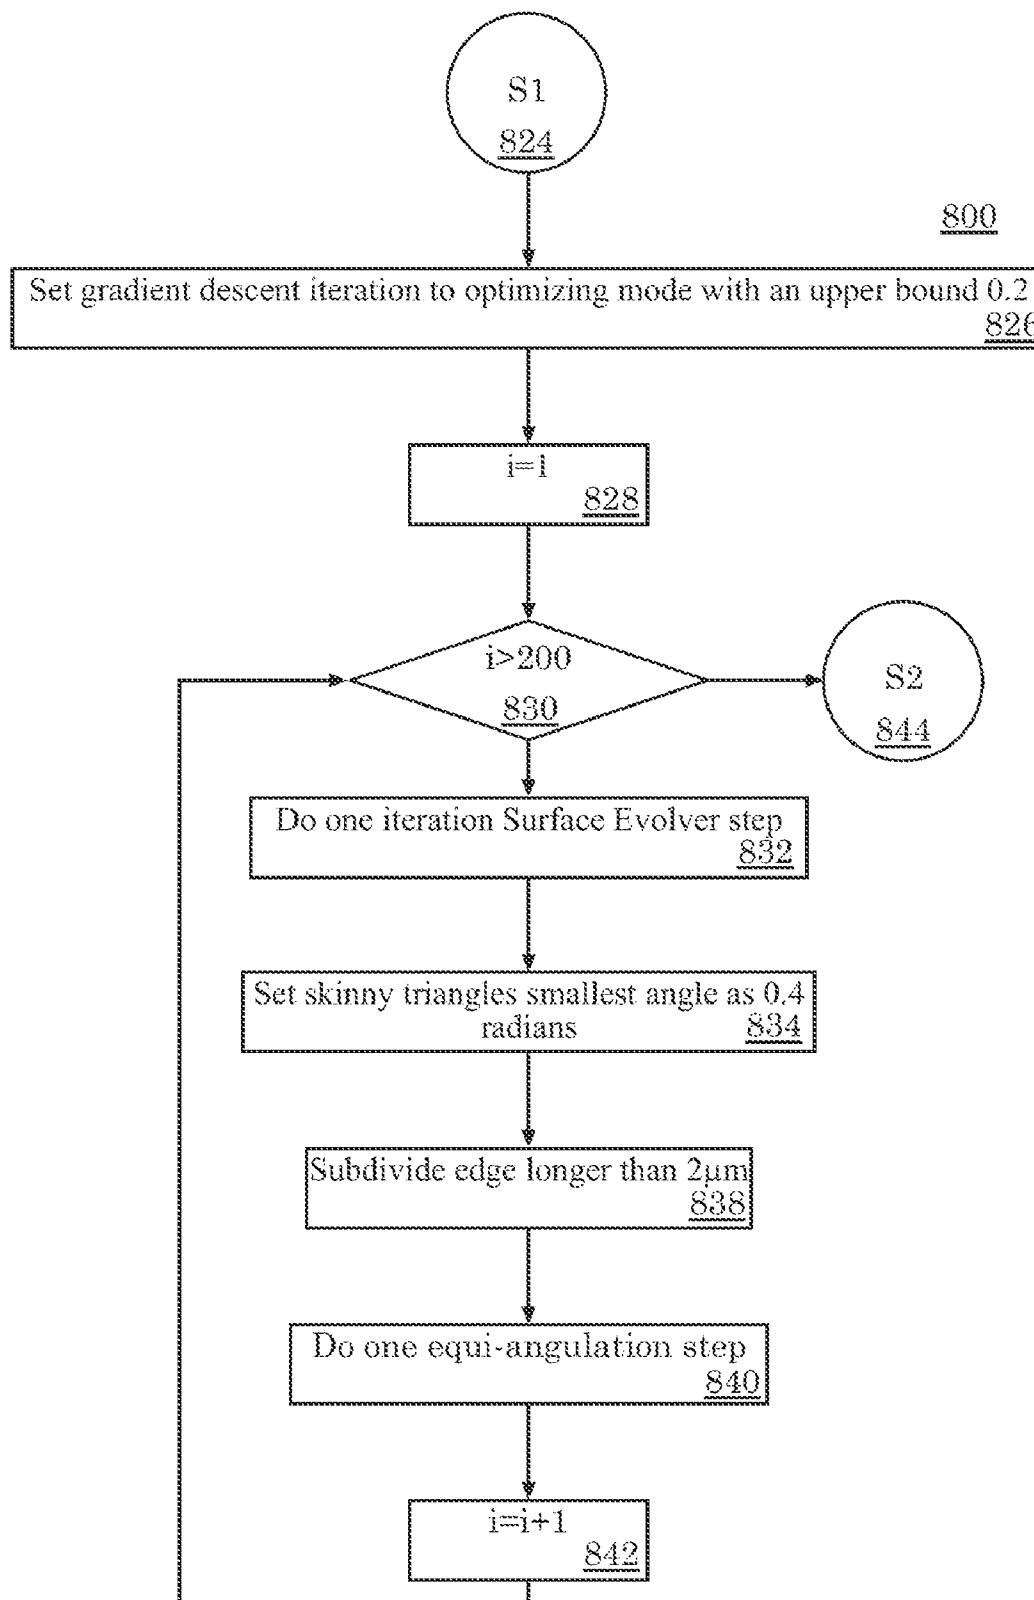 S1
824
800
Set gradient descent iteration to optimizing mode with an upper bound 0.2
826
i=1
828
i>200
830
S2
844
Do one iteration Surface Evolver step
832
Set skinny triangles smallest angle as 0.4
radians
834
Subdivide edge longer than 2μm
838
Do one equi-angulation step
840
i=i+1
842